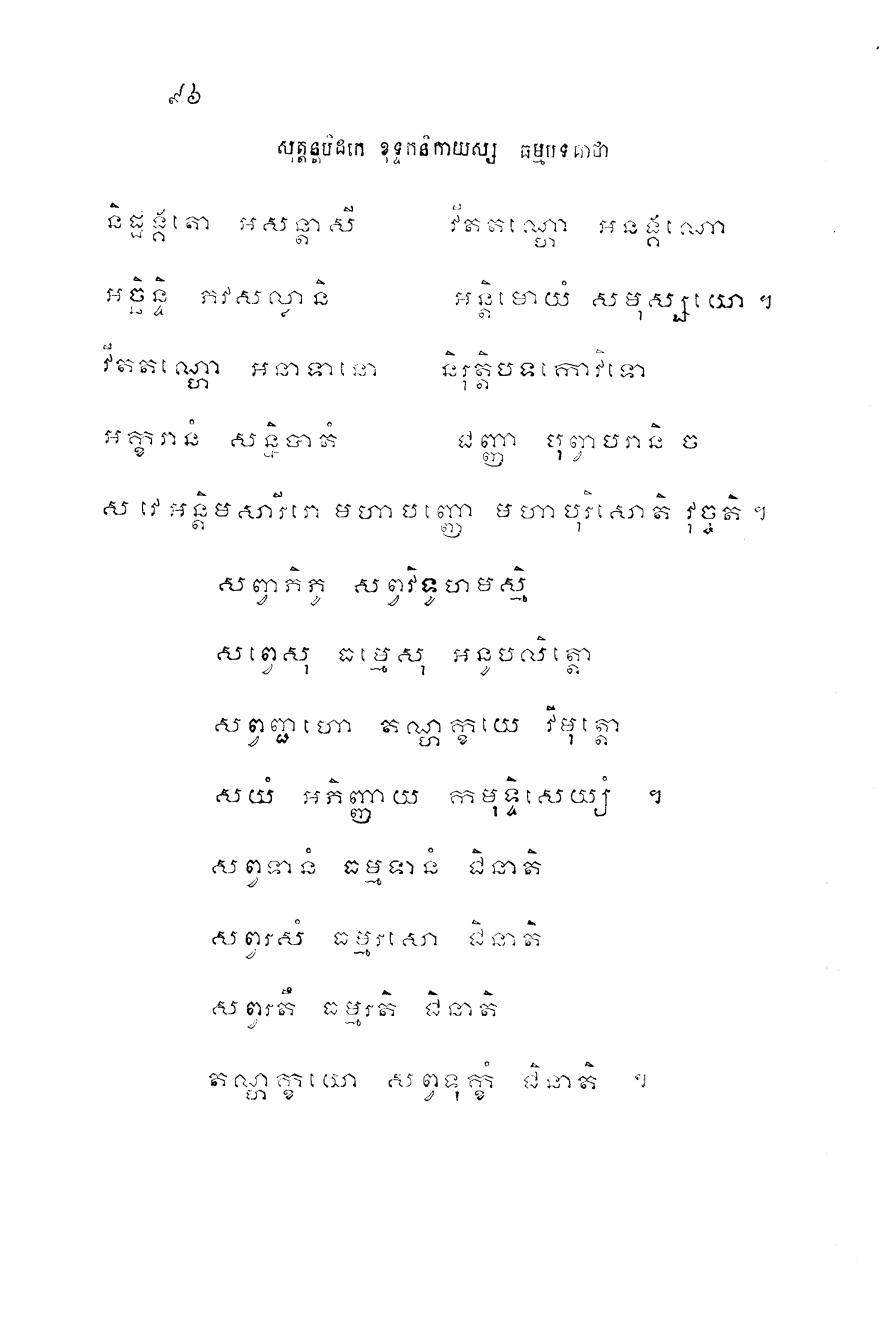 ៩៦
សុត្តន្តបិដកេ ខុទ្ទកនិកាយស្ស ធម្មបទគាថា
និដ្ឋង្គតោ អសន្តាសី វីតតណ្ហោ អនង្គណោ
អច្ឆិន្ទិ ភវសល្លានិ អន្តិមោយំ សមុស្សយោ ។
វីតតណ្ហោ អនាទានោ និរុត្តិបទកោវិទោ
អក្ខរានំ សន្និបាតំ ជញ្ញា បុព្វាបរានិ ច
ស វេ អន្តិមសារីរោ មហាបញ្ញោ មហាបុរិសោតិ វុច្ចតិ ។
សព្វាភិភូ សព្វវិទូហមស្មិ
សព្វេសុ ធម្មេសុ អនូបលិត្តោ
សព្វញ្ជហោ តណ្ហក្ខយេ វិមុត្តោ
សយំ អភិញ្ញាយ កមុទ្ទិសេយ្យំ ។
សព្វទានំ ធម្មទានំ ជិនាតិ
សព្វរសំ ធម្មរសោ ជិនាតិ
សព្វរតឹ ធម្មរតិ ជិនាតិ
តណ្ហក្ខយោ សព្វទុក្ខំ ជិនាតិ ។